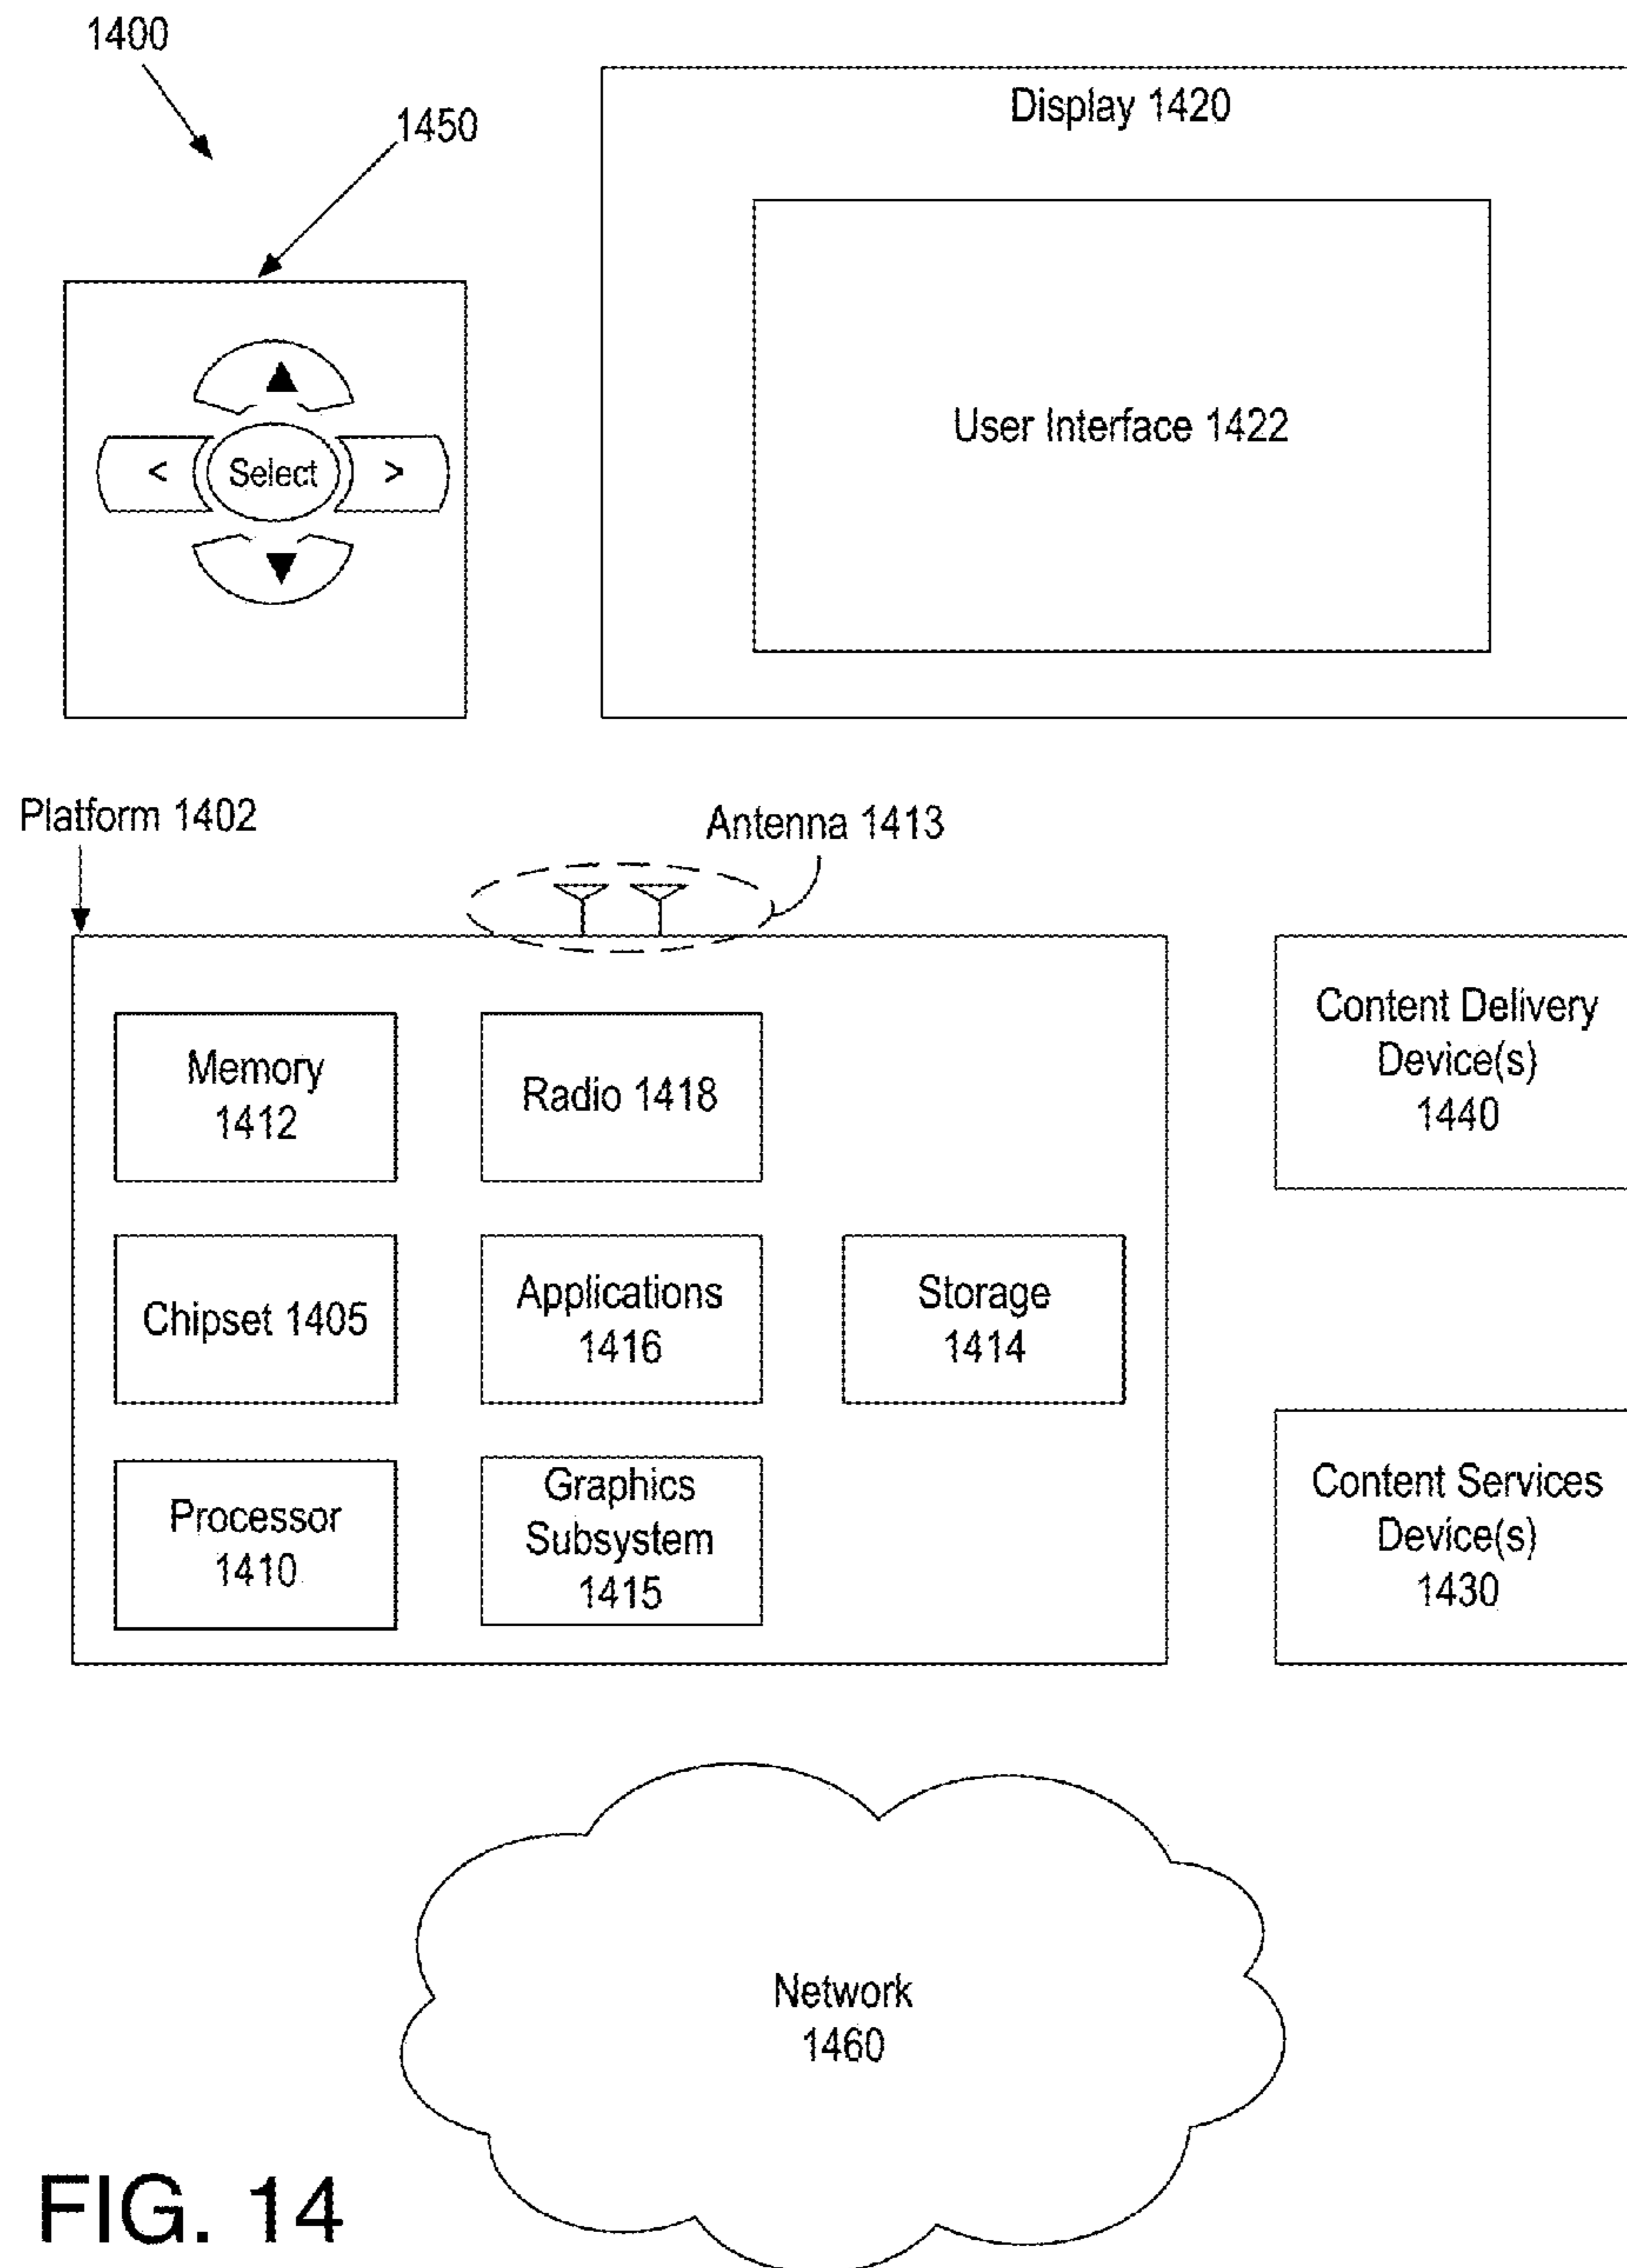 1400
1450
Display 1420
User Interface 1422
<
Select
>
Platform 1402
Antenna 1413
Memory
1412
Radio 1418
Content Delivery
Device(s)
1440
Chipset 1405
Applications
1416
Storage
1414
Processor
1410
Graphics
Subsystem
1415
Content Services
Device(s)
1430
Network
1460
FIG. 14